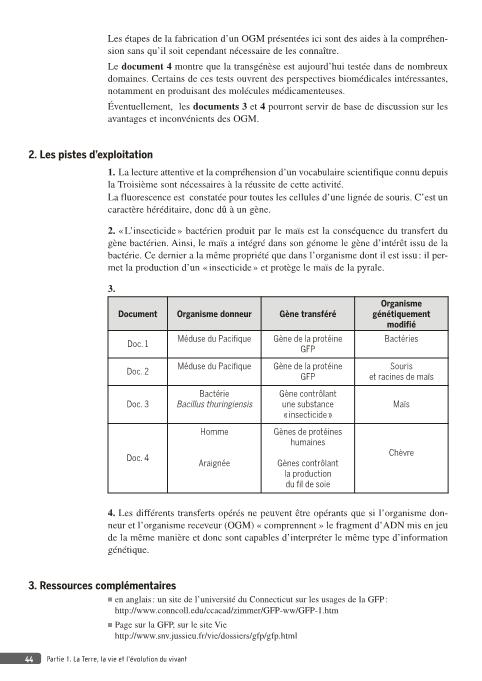 Les étapes de la fabrication d'un OGM présentées ici sont des aides à la compréhen-
sion sans qu'il soit cependant nécessaire de les connaître.
Le document 4 montre que la transgénèse est aujourd'hui testée dans de nombreux
domaines. Certains de ces tests ouvrent des perspectives biomédicales intéressantes,
notamment en produisant des molécules médicamenteuses.
Éventuellement, les documents 3 et 4 pourront servir de base de discussion sur les
avantages et inconvénients des OGM.
2. Les pistes d'exploitation
1. La lecture attentive et la compréhension d'un vocabulaire scientifique connu depuis
la Troisième sont nécessaires à la réussite de cette activité.
La fluorescence est constatée pour toutes les cellules d'une lignée de souris. C'est un
caractère héréditaire, donc dû à un gène.
2. « L'insecticide » bactérien produit par le maïs est la conséquence du transfert du
gène bactérien. Ainsi, le maïs a intégré dans son génome le gène d'intérêt issu de la
bactérie. Ce dernier a la même propriété que dans l'organisme dont il est issu : il per-
met la production d'un « insecticide » et protège le maïs de la pyrale.
3.
Document Organisme donneur Gène transféré Organisme
génétiquement
modifié
Doc. 1 Méduse du Pacifique Gène de la protéine Bactéries
GFP
Doc. 2 Méduse du Pacifique Gène de la protéine Souris
GFP et racines de maïs
Doc. 3 Bactérie Gène contrôlant Maïs
Bacillus thuringiensis une substance
« insecticide »
Doc. 4 Homme Gènes de protéines Chèvre
humaines
Araignée Gènes contrôlant
la production
du fil de soie
4. Les différents transferts opérés ne peuvent être opérants que si l'organisme don-
neur et l'organisme receveur (OGM) « comprennent » le fragment d'ADN mis en jeu
de la même manière et donc sont capables d'interpréter le même type d'information
génétique.
3. Ressources complémentaires
■ en anglais : un site de l'université du Connecticut sur les usages de la GFP :
http://www.conncoll.edu/ccacad/zimmer/GFP-ww/GFP-1.htm
■ Page sur la GFP, sur le site Vie
http://www.snv.jussieu.fr/vie/dossiers/gfp/gfp.html
44 Partie 1. La Terre, la vie et l'évolution du vivant